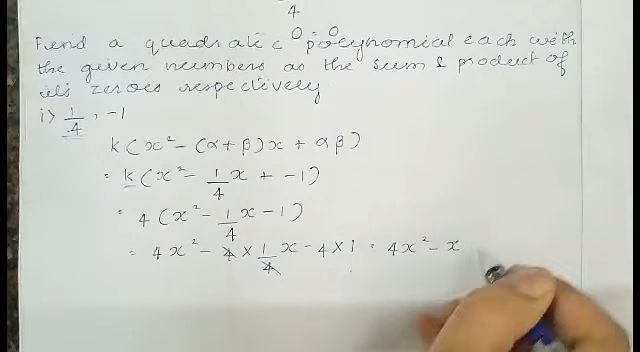 4
0 = 0
Find a quadratic polynomial each with
the given numbers as the sum & product of
its zeroes respectively
i> 1/4 , -1
k(x² - (α+β)x + αβ)
= k(x² - 1/4 x + -1)
= 4(x² - 1/4 x - 1)
= 4x² - 4 × 1/4 x - 4 × 1 = 4x² - x